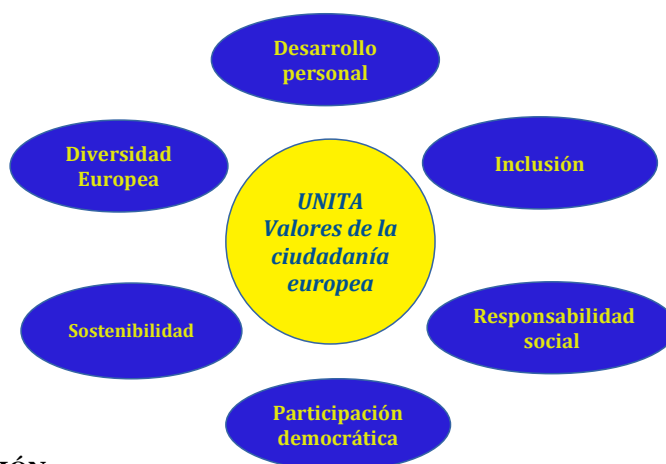 Desarrollo
personal
Diversidad
Europea
Inclusión
UNITA
Valores de la
ciudadanía
europea
Sostenibilidad
Responsabilidad
social
Participación
democrática